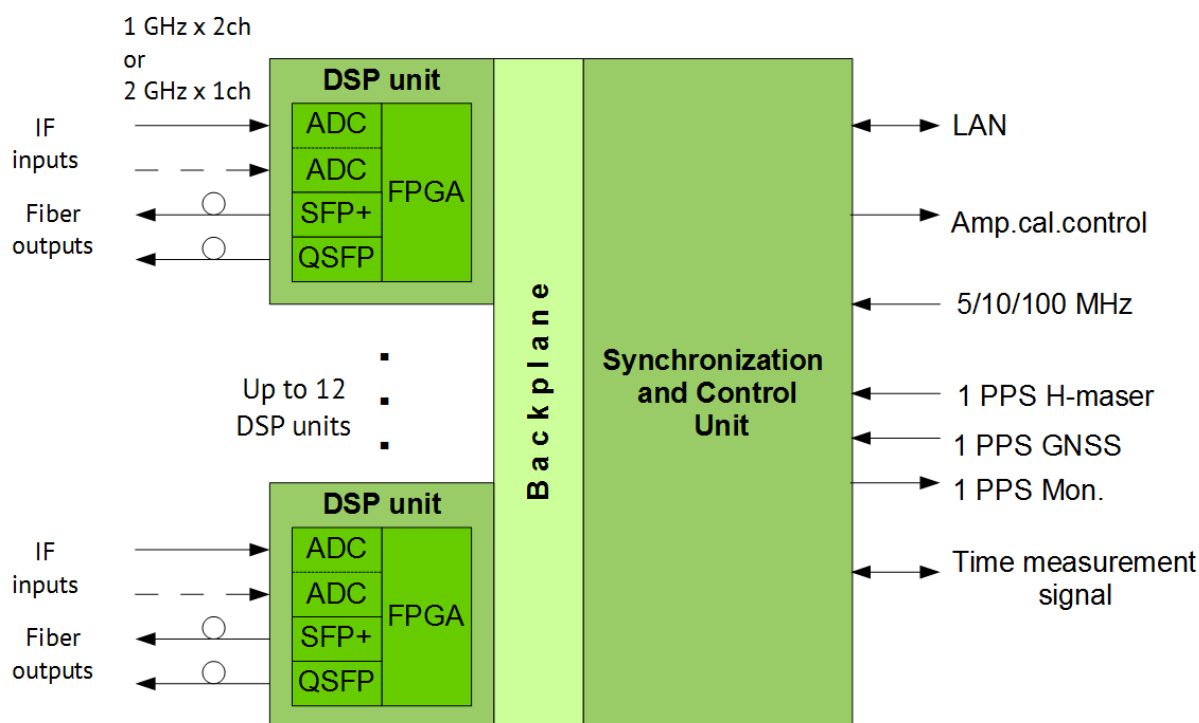 1 GHz x 2ch
or
2 GHz x 1ch
IF
inputs
Fiber
outputs
DSP unit
ADC
ADC
SFP+
QSFP
FPGA
Up to 12
DSP units
IF
inputs
Fiber
outputs
DSP unit
ADC
ADC
SFP+
QSFP
FPGA
Backplane
Synchronization
and Control
Unit
LAN
Amp.cal.control
5/10/100 MHz
1 PPS H-maser
1 PPS GNSS
1 PPS Mon.
Time measurement
signal